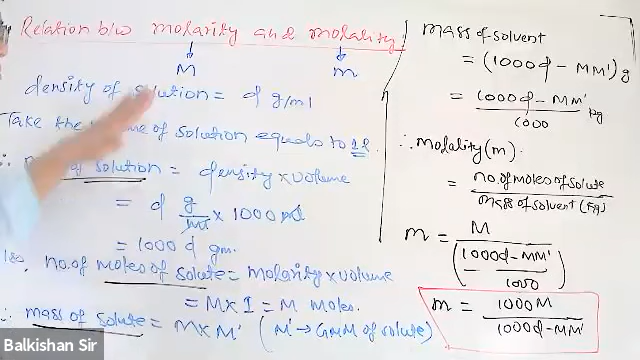 Relation b/w molarity and molality
M m
density of solution = d g/ml
Take the volume of solution equals to 1L
∴ of solution = density × volume
= d g/ml × 1000 ml
= 1000 d gm.
no. of moles of solute = molarity × volume
= M × 1 = M moles.
∴ mass of solute = M × M' (M' → GMM of solute)
mass of solvent
= (1000d - MM') g
= 1000d - MM' / 1000 kg
∴ molality (m).
= no. of moles of solute / mass of solvent (kg)
m = M / (1000d - MM' / 1000)
m = 1000M / 1000d - MM'
Balkishan Sir